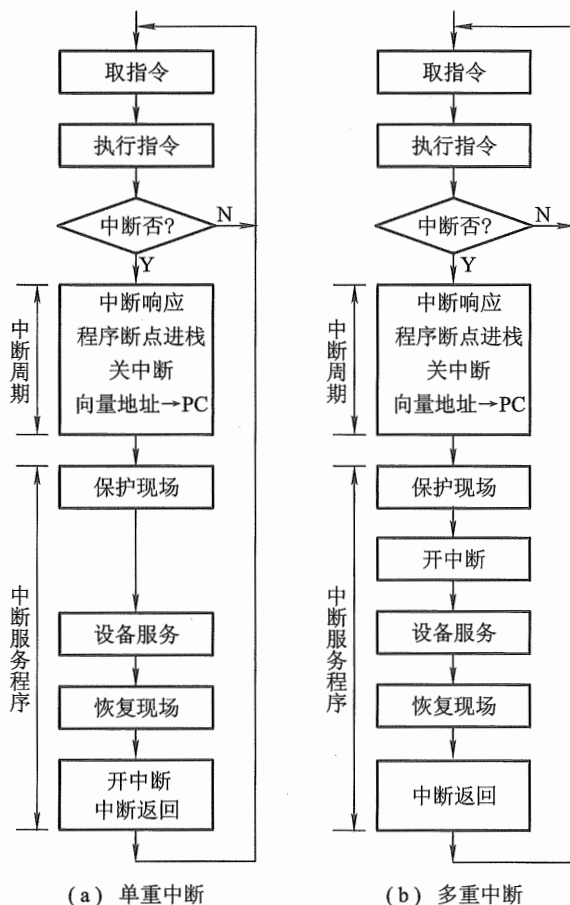 取指令
执行指令
中断否?
N
Y
中断响应
程序断点进栈
关中断
向量地址→PC
中断周期
保护现场
设备服务
恢复现场
开中断
中断返回
中断服务程序
(a) 单重中断
取指令
执行指令
中断否?
N
Y
中断响应
程序断点进栈
关中断
向量地址→PC
中断周期
保护现场
开中断
设备服务
恢复现场
中断返回
中断服务程序
(b) 多重中断